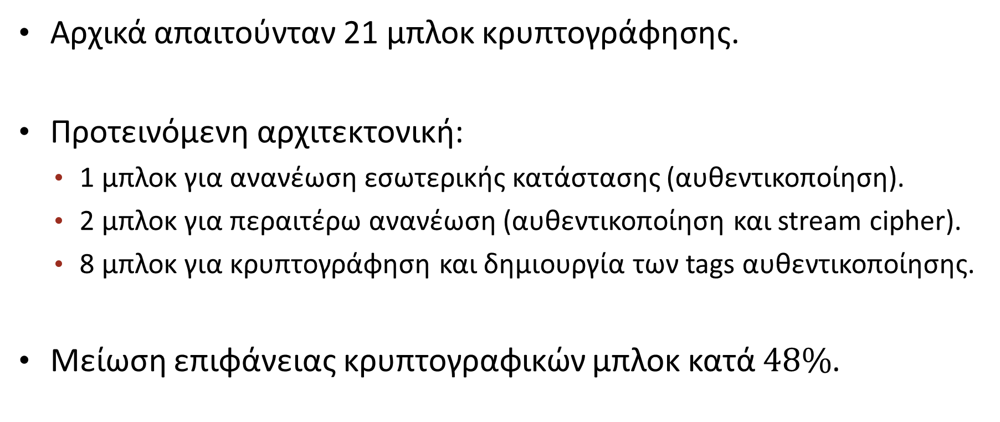 • Αρχικά απαιτούνταν 21 μπλοκ κρυπτογράφησης.
• Προτεινόμενη αρχιτεκτονική:
• 1 μπλοκ για ανανέωση εσωτερικής κατάστασης (αυθεντικοποίηση).
• 2 μπλοκ για περαιτέρω ανανέωση (αυθεντικοποίηση και stream cipher).
• 8 μπλοκ για κρυπτογράφηση και δημιουργία των tags αυθεντικοποίησης.
• Μείωση επιφάνειας κρυπτογραφικών μπλοκ κατά 48%.